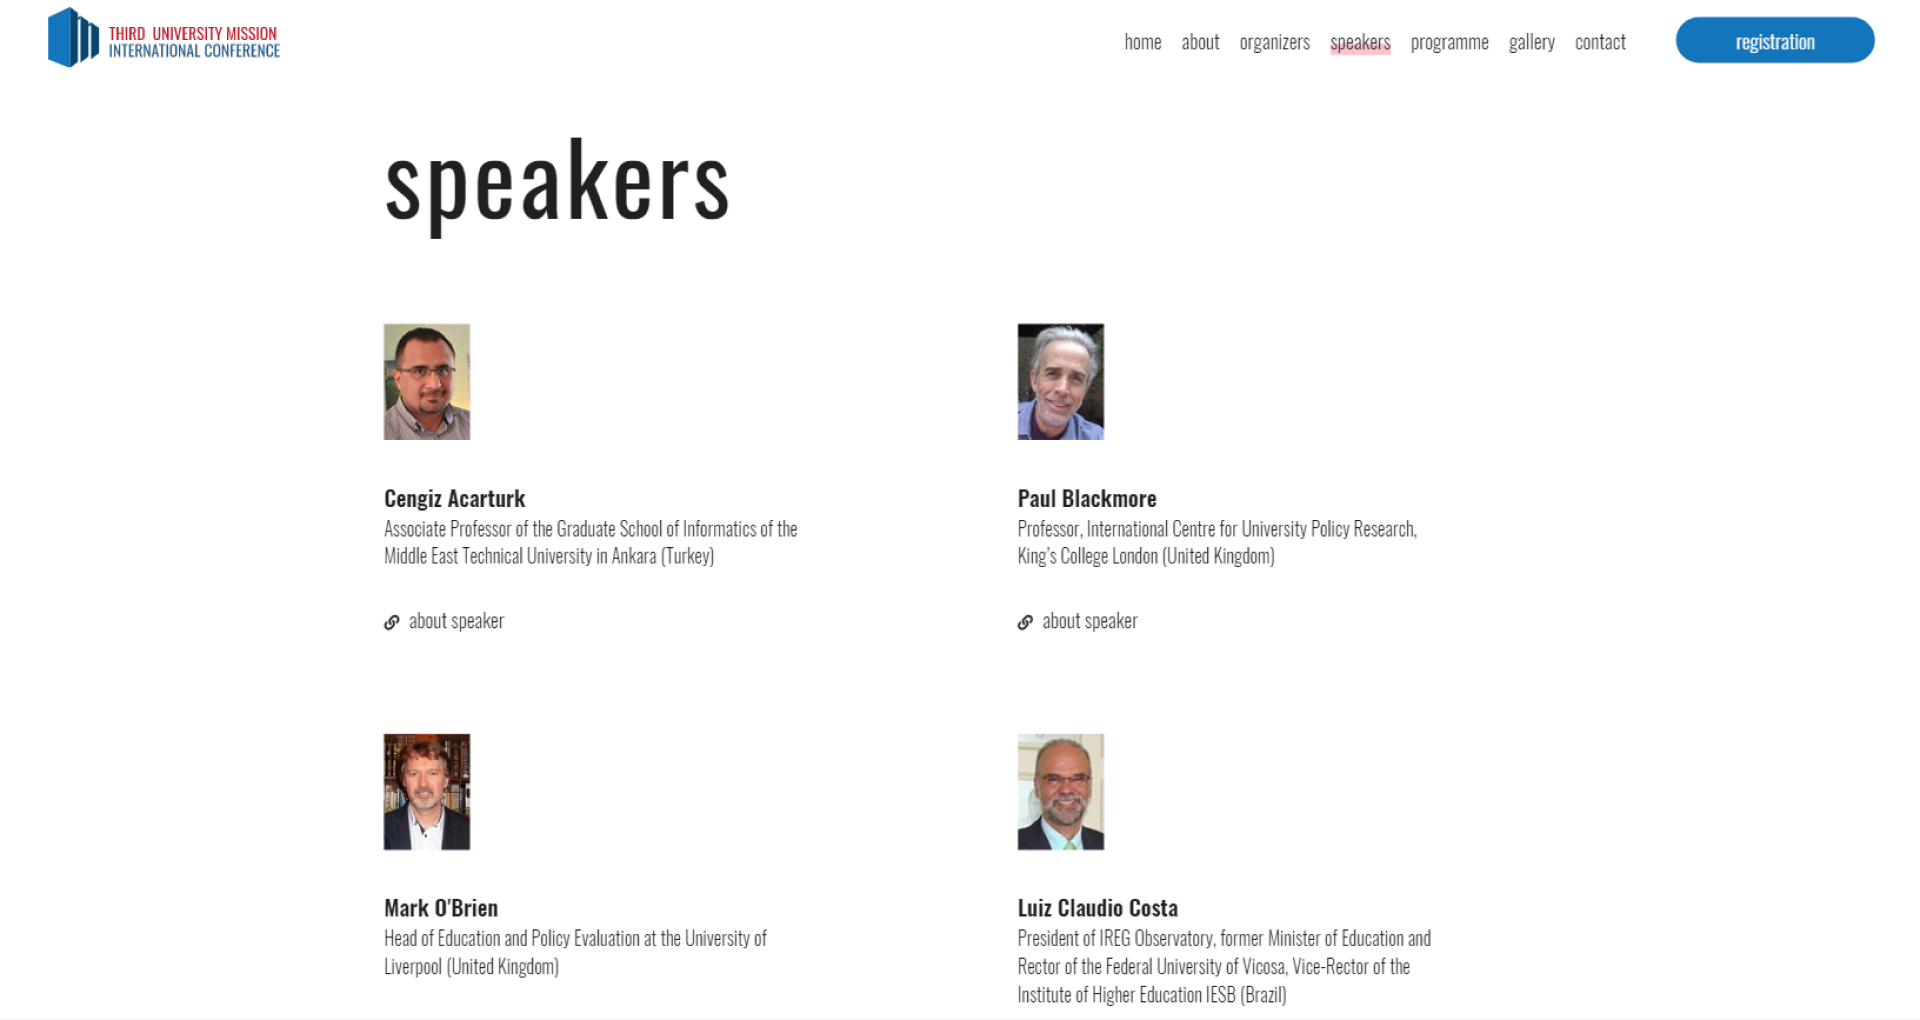 THIRD UNIVERSITY MISSION
INTERNATIONAL CONFERENCE
home about organizers speakers programme gallery contact registration
speakers
Cengiz Acarturk
Associate Professor of the Graduate School of Informatics of the
Middle East Technical University in Ankara (Turkey)
about speaker
Paul Blackmore
Professor, International Centre for University Policy Research,
King's College London (United Kingdom)
about speaker
Mark O'Brien
Head of Education and Policy Evaluation at the University of
Liverpool (United Kingdom)
Luiz Claudio Costa
President of IREG Observatory, former Minister of Education and
Rector of the Federal University of Vicosa, Vice-Rector of the
Institute of Higher Education IESB (Brazil)